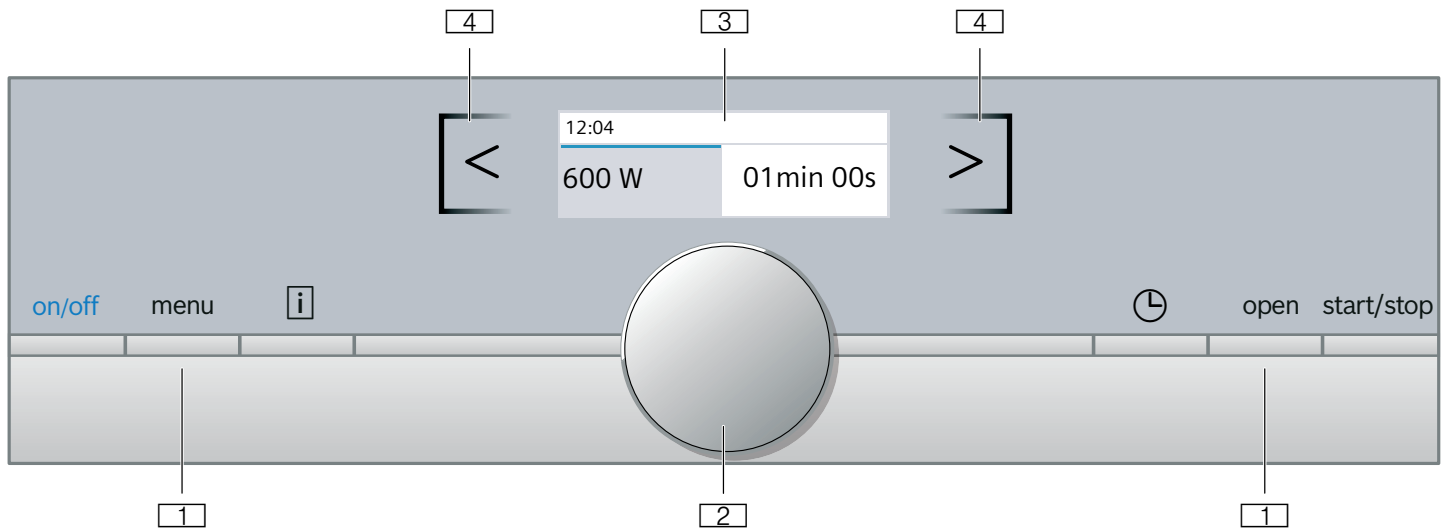 4 3 4
12:04
< 600 W 01min 00s >
on/off menu i open start/stop
1 2 1